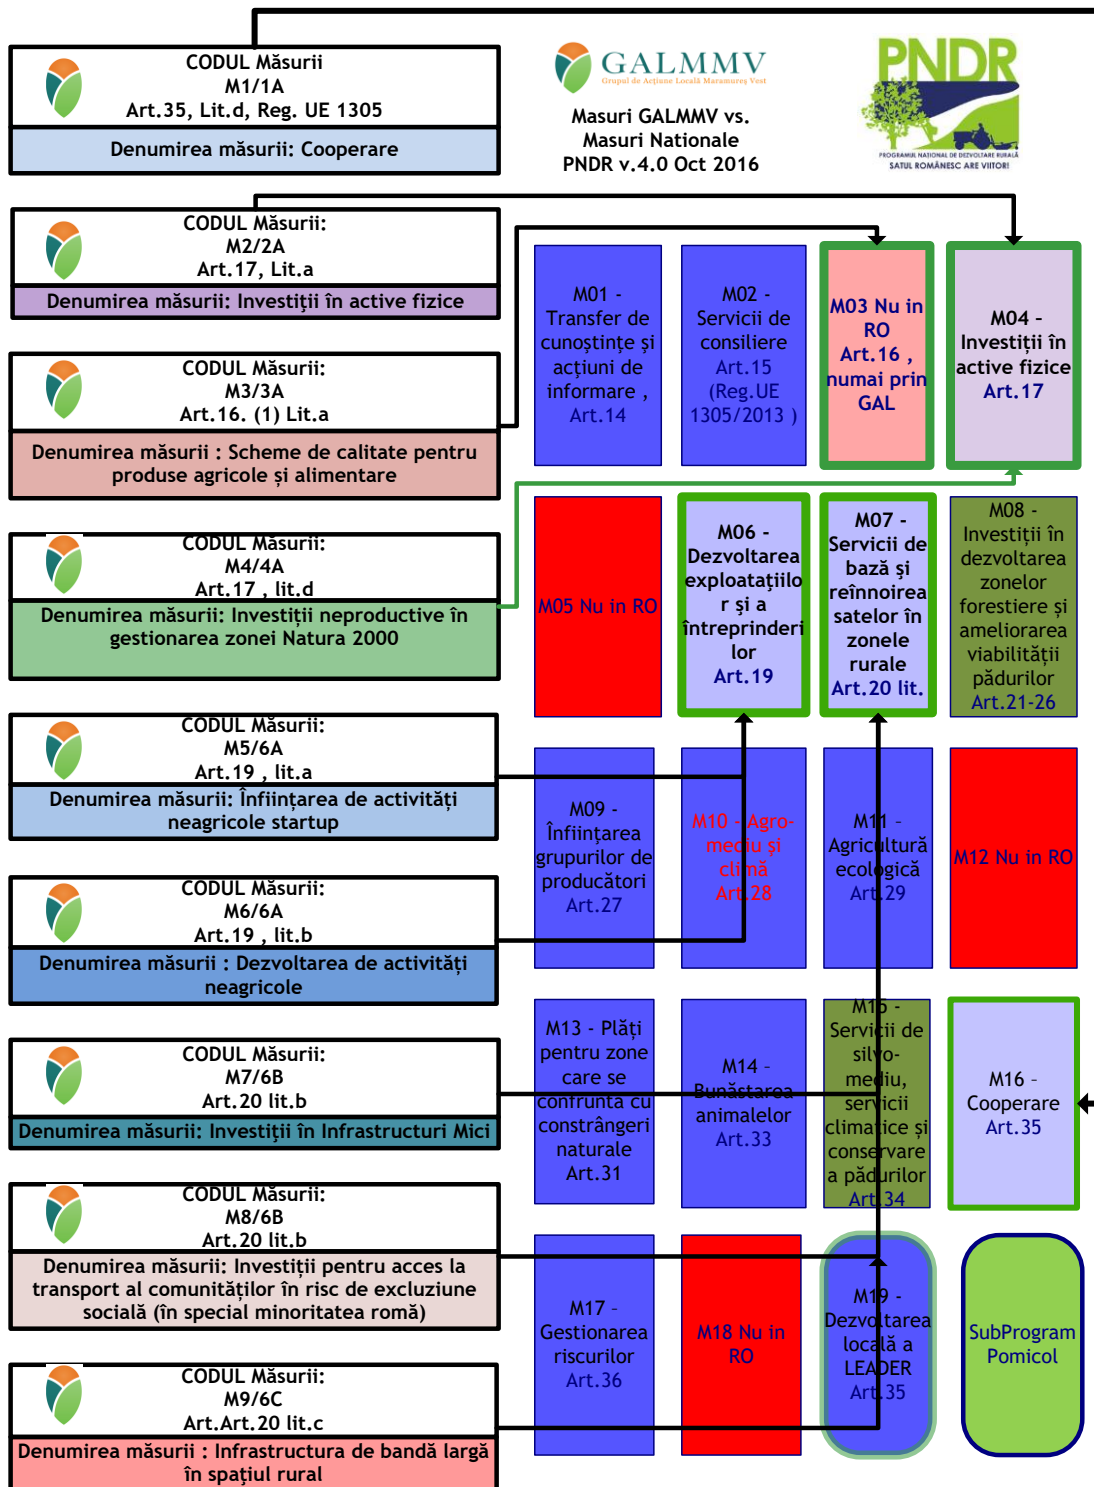 CODUL Măsurii
M1/1A
Art.35, Lit.d, Reg. UE 1305
Denumirea măsurii: Cooperare
GALMMV
Grupul de Acțiune Locală Maramureș Vest
Masuri GALMMV vs.
Masuri Nationale
PNDR v.4.0 Oct 2016
PNDR
PROGRAMUL NAȚIONAL DE DEZVOLTARE RURALĂ
SATUL ROMÂNESC ARE VIITOR!
CODUL Măsurii:
M2/2A
Art.17, Lit.a
Denumirea măsurii: Investiții în active fizice
CODUL Măsurii:
M3/3A
Art.16. (1) Lit.a
Denumirea măsurii : Scheme de calitate pentru
produse agricole și alimentare
CODUL Măsurii:
M4/4A
Art.17 , lit.d
Denumirea măsurii: Investiții neproductive în
gestionarea zonei Natura 2000
CODUL Măsurii:
M5/6A
Art.19 , lit.a
Denumirea măsurii: Înființarea de activități
neagricole startup
CODUL Măsurii:
M6/6A
Art.19 , lit.b
Denumirea măsurii : Dezvoltarea de activități
neagricole
CODUL Măsurii:
M7/6B
Art.20 lit.b
Denumirea măsurii: Investiții în Infrastructuri Mici
CODUL Măsurii:
M8/6B
Art.20 lit.b
Denumirea măsurii: Investiții pentru acces la
transport al comunităților în risc de excluziune
socială (în special minoritatea romă)
CODUL Măsurii:
M9/6C
Art.Art.20 lit.c
Denumirea măsurii : Infrastructura de bandă largă
în spațiul rural
M01 -
Transfer de
cunoștințe și
acțiuni de
informare ,
Art.14
M02 -
Servicii de
consiliere
Art.15
(Reg.UE
1305/2013 )
M03 Nu in
RO
Art.16 ,
numai prin
GAL
M04 -
Investiții în
active fizice
Art.17
M05 Nu in RO
M06 -
Dezvoltarea
exploatațiilo
r și a
întreprinderi
lor
Art.19
M07 -
Servicii de
bază și
reînnoirea
satelor în
zonele
rurale
Art.20 lit.
M08 -
Investiții în
dezvoltarea
zonelor
forestiere și
ameliorarea
viabilității
pădurilor
Art.21-26
M09 -
Înființarea
grupurilor de
producători
Art.27
M10 - Agro-
mediu și
climă
Art.28
M11 -
Agricultură
ecologică
Art.29
M12 Nu in RO
M13 - Plăți
pentru zone
care se
confrunta cu
constrângeri
naturale
Art.31
M14 -
Bunăstarea
animalelor
Art.33
M15 -
Servicii de
silvo-
mediu,
servicii
climatice și
conservare
a pădurilor
Art.34
M16 -
Cooperare
Art.35
M17 -
Gestionarea
riscurilor
Art.36
M18 Nu in
RO
M19 -
Dezvoltarea
locală a
LEADER
Art.35
SubProgram
Pomicol